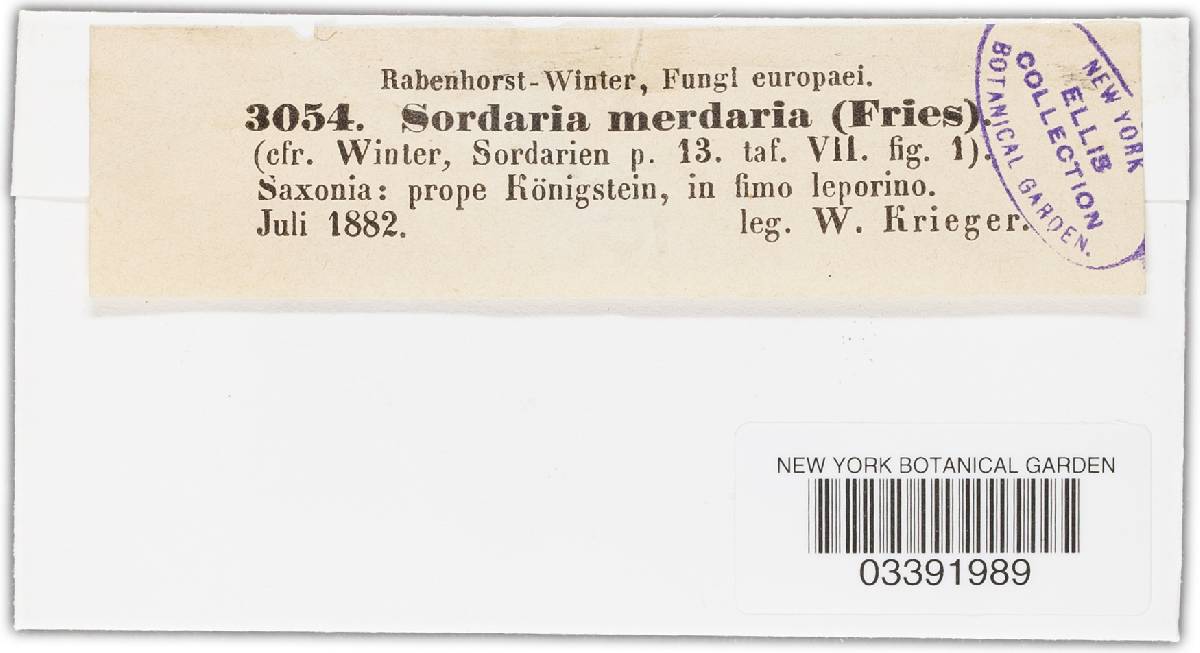 Rabenhorst-Winter, Fungi europaei.
3054. Sordaria merdaria (Fries).
(cfr. Winter, Sordarien p. 13. taf. VII. fig. 1).
Saxonia: prope Königstein, in fimo leporino.
Juli 1882. leg. W. Krieger.
NEW YORK
ELLIS
COLLECTION
BOTANICAL GARDEN.
NEW YORK BOTANICAL GARDEN
03391989